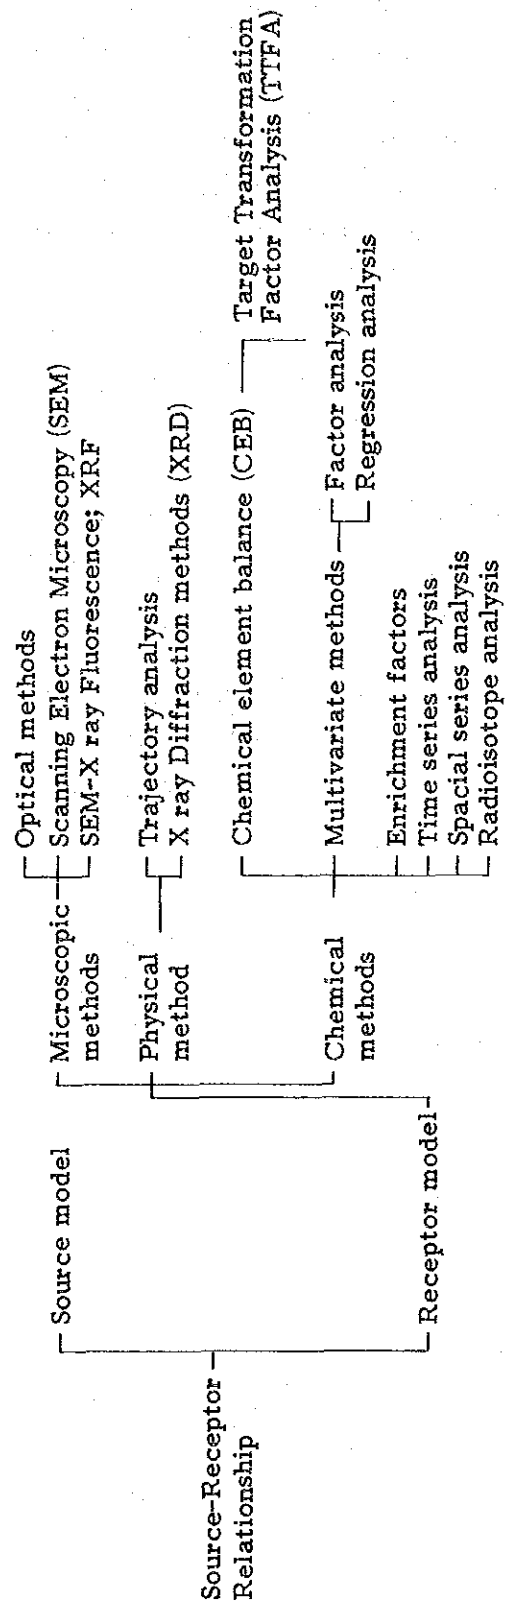 Source-Receptor
Relationship
Source model
Receptor model
Microscopic
methods
Optical methods
Scanning Electron Microscopy (SEM)
SEM-X ray Fluorescence; XRF
Physical
method
Trajectory analysis
X ray Diffraction methods (XRD)
Chemical
methods
Chemical element balance (CEB)
Target Transformation
Factor Analysis (TTFA)
Multivariate methods
Factor analysis
Regression analysis
Enrichment factors
Time series analysis
Spacial series analysis
Radioisotope analysis